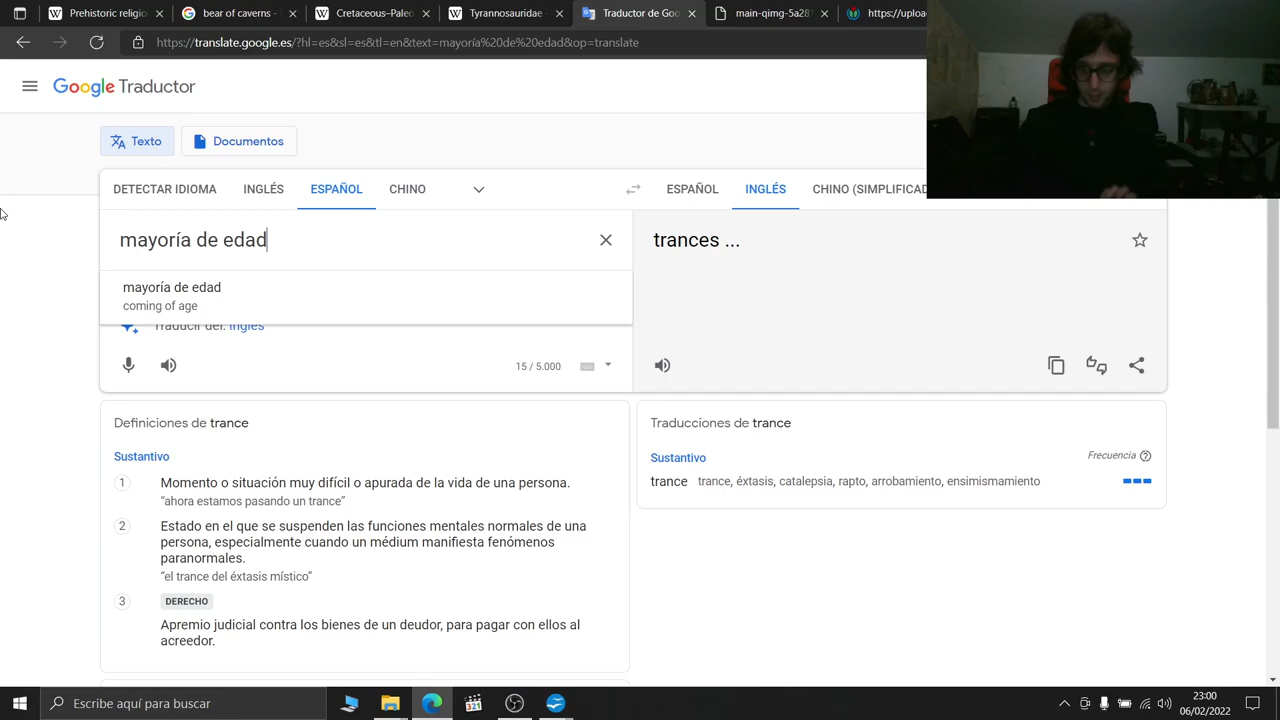 Prehistoric religio
bear of caverns -
Cretaceous–Paleo
Tyrannosauridae
Traductor de Goo
main-qimg-5a281
https://upload
https://translate.google.es/?hl=es&sl=es&tl=en&text=mayoría%20de%20edad&op=translate
Google Traductor
Texto
Documentos
DETECTAR IDIOMA INGLÉS ESPAÑOL CHINO
ESPAÑOL INGLÉS CHINO (SIMPLIFICAD
mayoría de edad
trances ...
mayoría de edad
coming of age
Traducir del: inglés
15 / 5.000
Definiciones de trance
Sustantivo
1 Momento o situación muy difícil o apurada de la vida de una persona.
“ahora estamos pasando un trance”
2 Estado en el que se suspenden las funciones mentales normales de una
persona, especialmente cuando un médium manifiesta fenómenos
paranormales.
“el trance del éxtasis místico”
3 DERECHO
Apremio judicial contra los bienes de un deudor, para pagar con ellos al
acreedor.
Traducciones de trance
Frecuencia
Sustantivo
trance trance, éxtasis, catalepsia, rapto, arrobamiento, ensimismamiento
Escribe aquí para buscar
321
23:00
06/02/2022